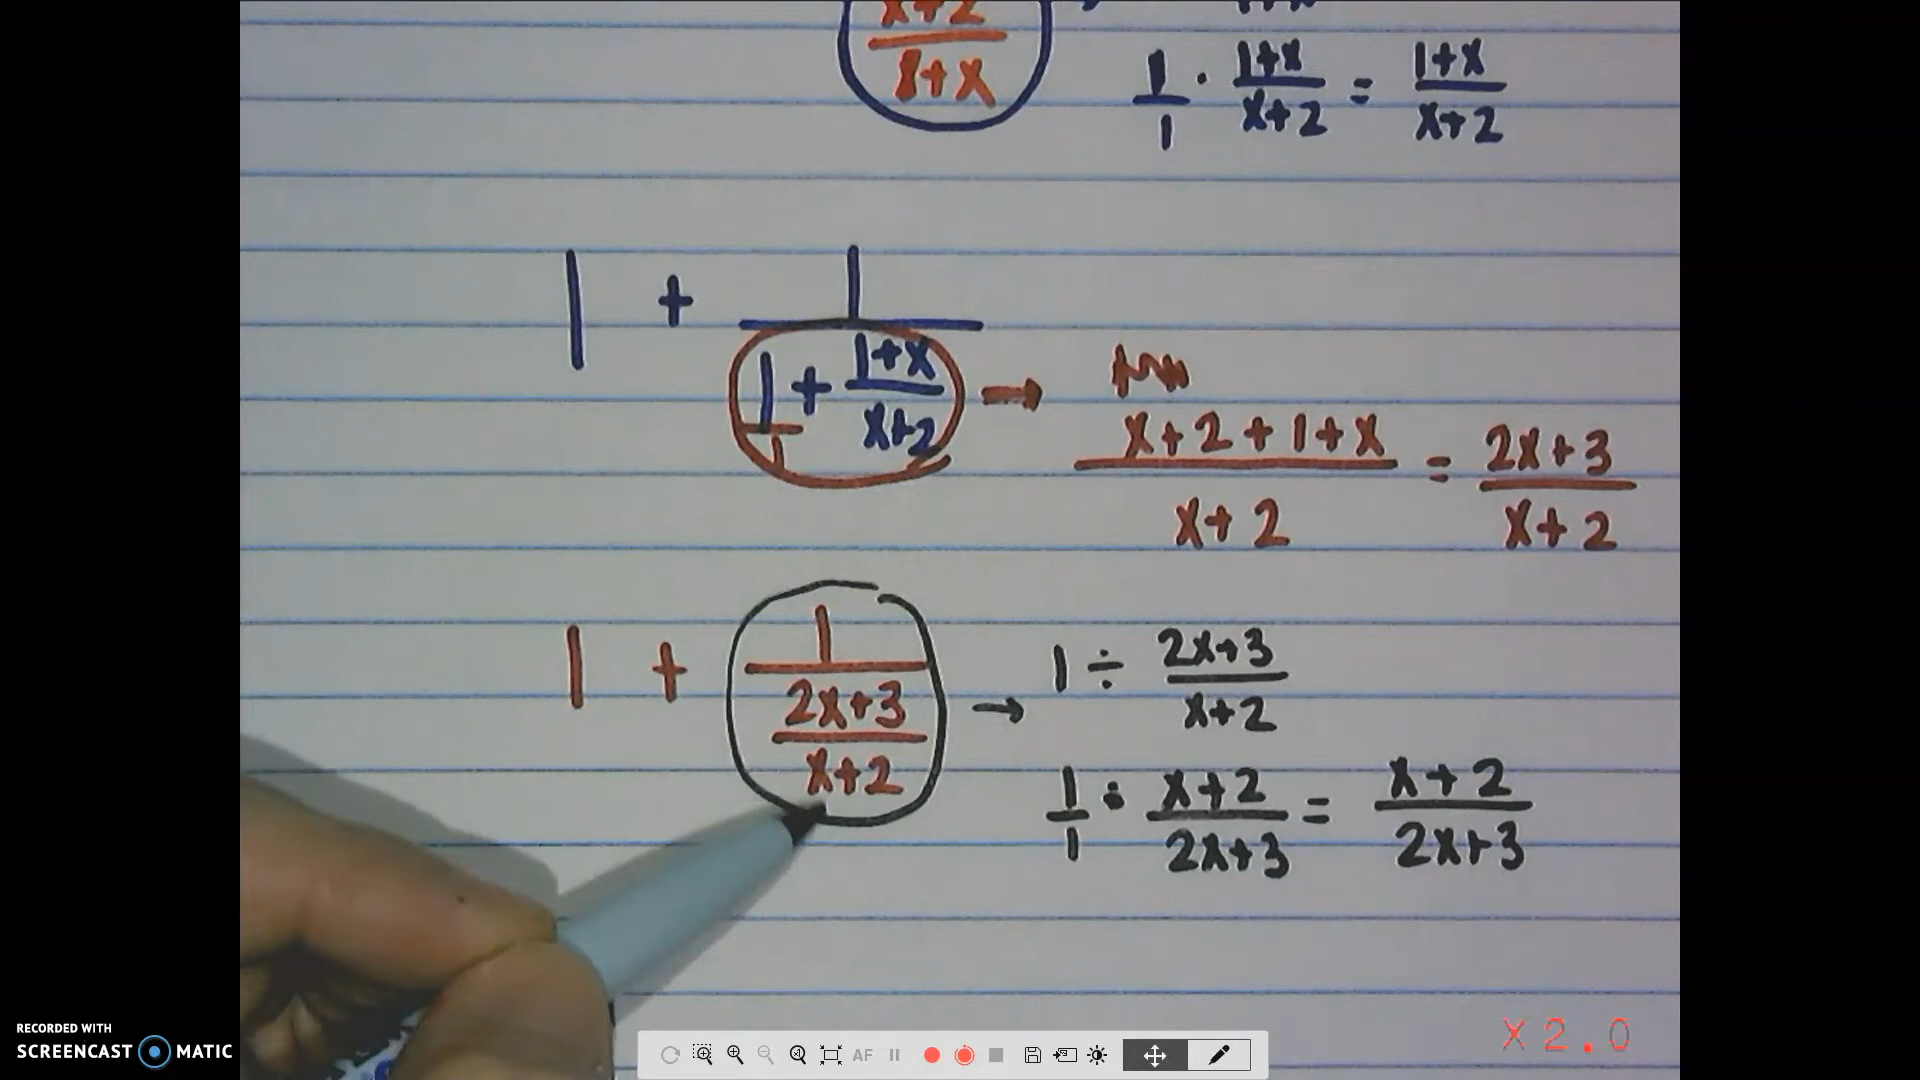 x+2
1+x
1/1 · (1+x)/(x+2) = (1+x)/(x+2)
1 + 1/(1/1 + (1+x)/(x+2)) → (x+2+1+x)/(x+2) = (2x+3)/(x+2)
1 + 1/((2x+3)/(x+2)) → 1 ÷ (2x+3)/(x+2)
1/1 · (x+2)/(2x+3) = (x+2)/(2x+3)
RECORDED WITH
SCREENCAST MATIC
AF
X2.0